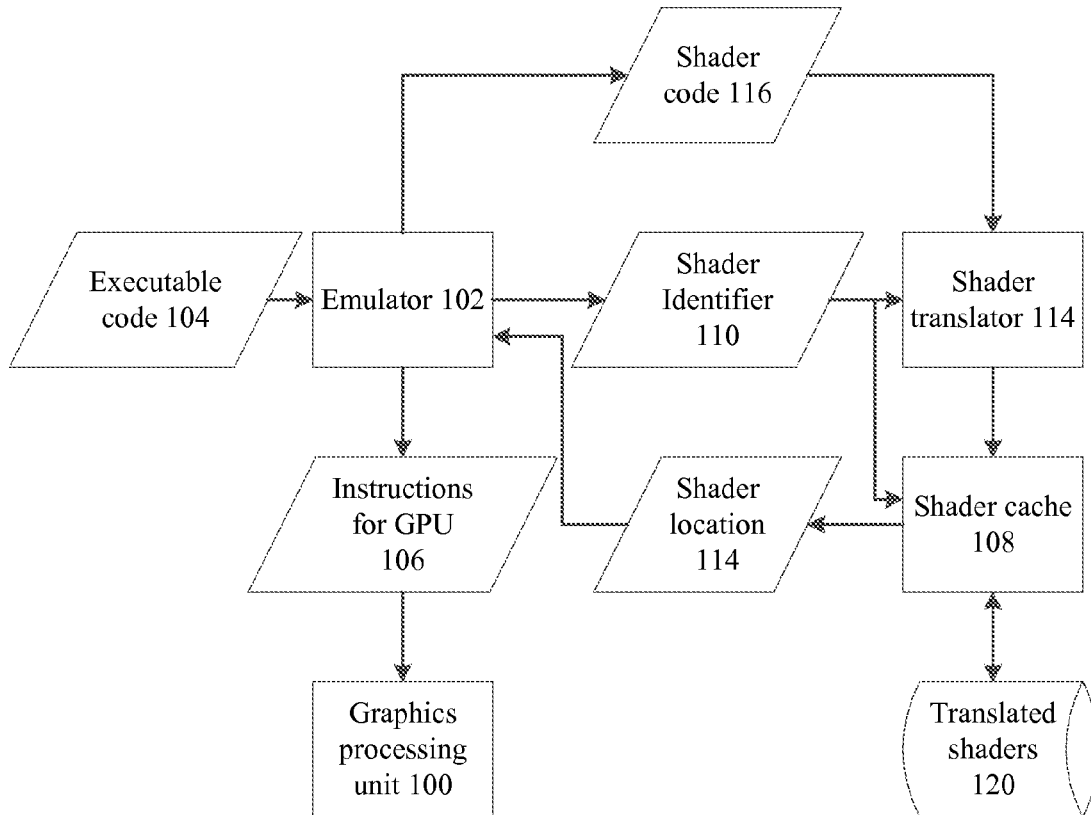 Shader
code 116
Executable
code 104
Emulator 102
Shader
Identifier
110
Shader
translator 114
Instructions
for GPU
106
Shader
location
114
Shader cache
108
Graphics
processing
unit 100
Translated
shaders
120